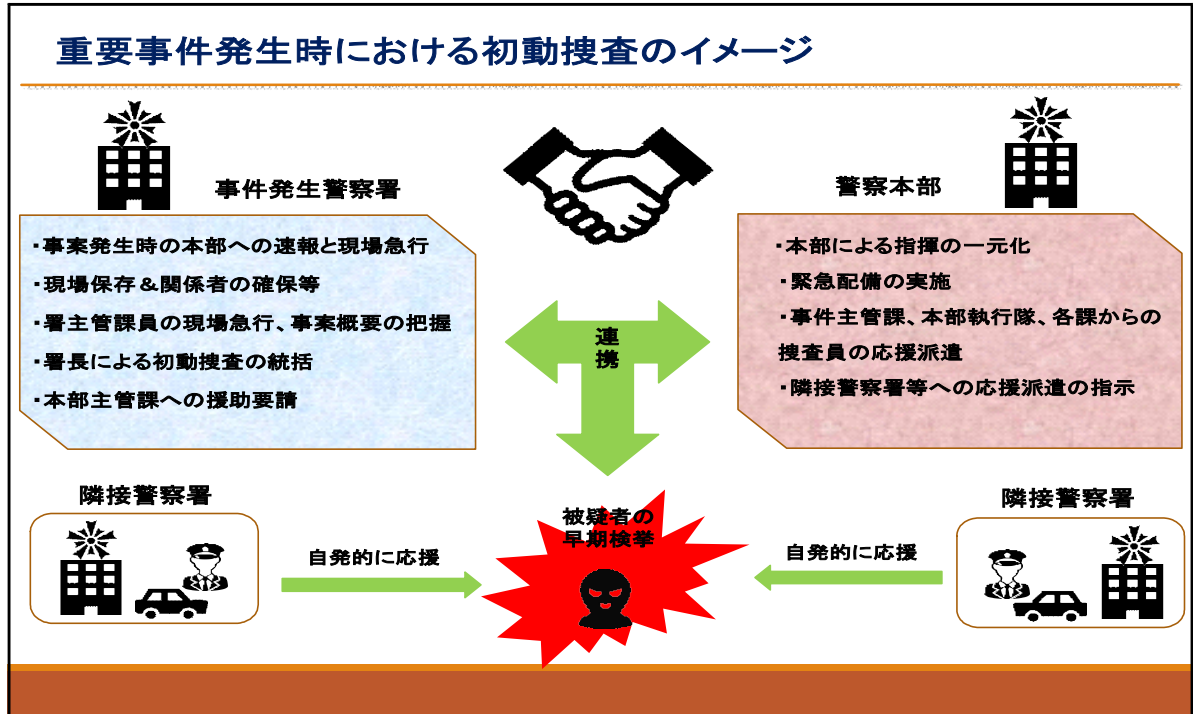 重要事件発生時における初動捜査のイメージ
事件発生警察署
・事案発生時の本部への速報と現場急行
・現場保存＆関係者の確保等
・署主管課員の現場急行、事案概要の把握
・署長による初動捜査の統括
・本部主管課への援助要請
連
携
警察本部
・本部による指揮の一元化
・緊急配備の実施
・事件主管課、本部執行隊、各課からの
捜査員の応援派遣
・隣接警察署等への応援派遣の指示
隣接警察署
自発的に応援
被疑者の
早期検挙
自発的に応援
隣接警察署